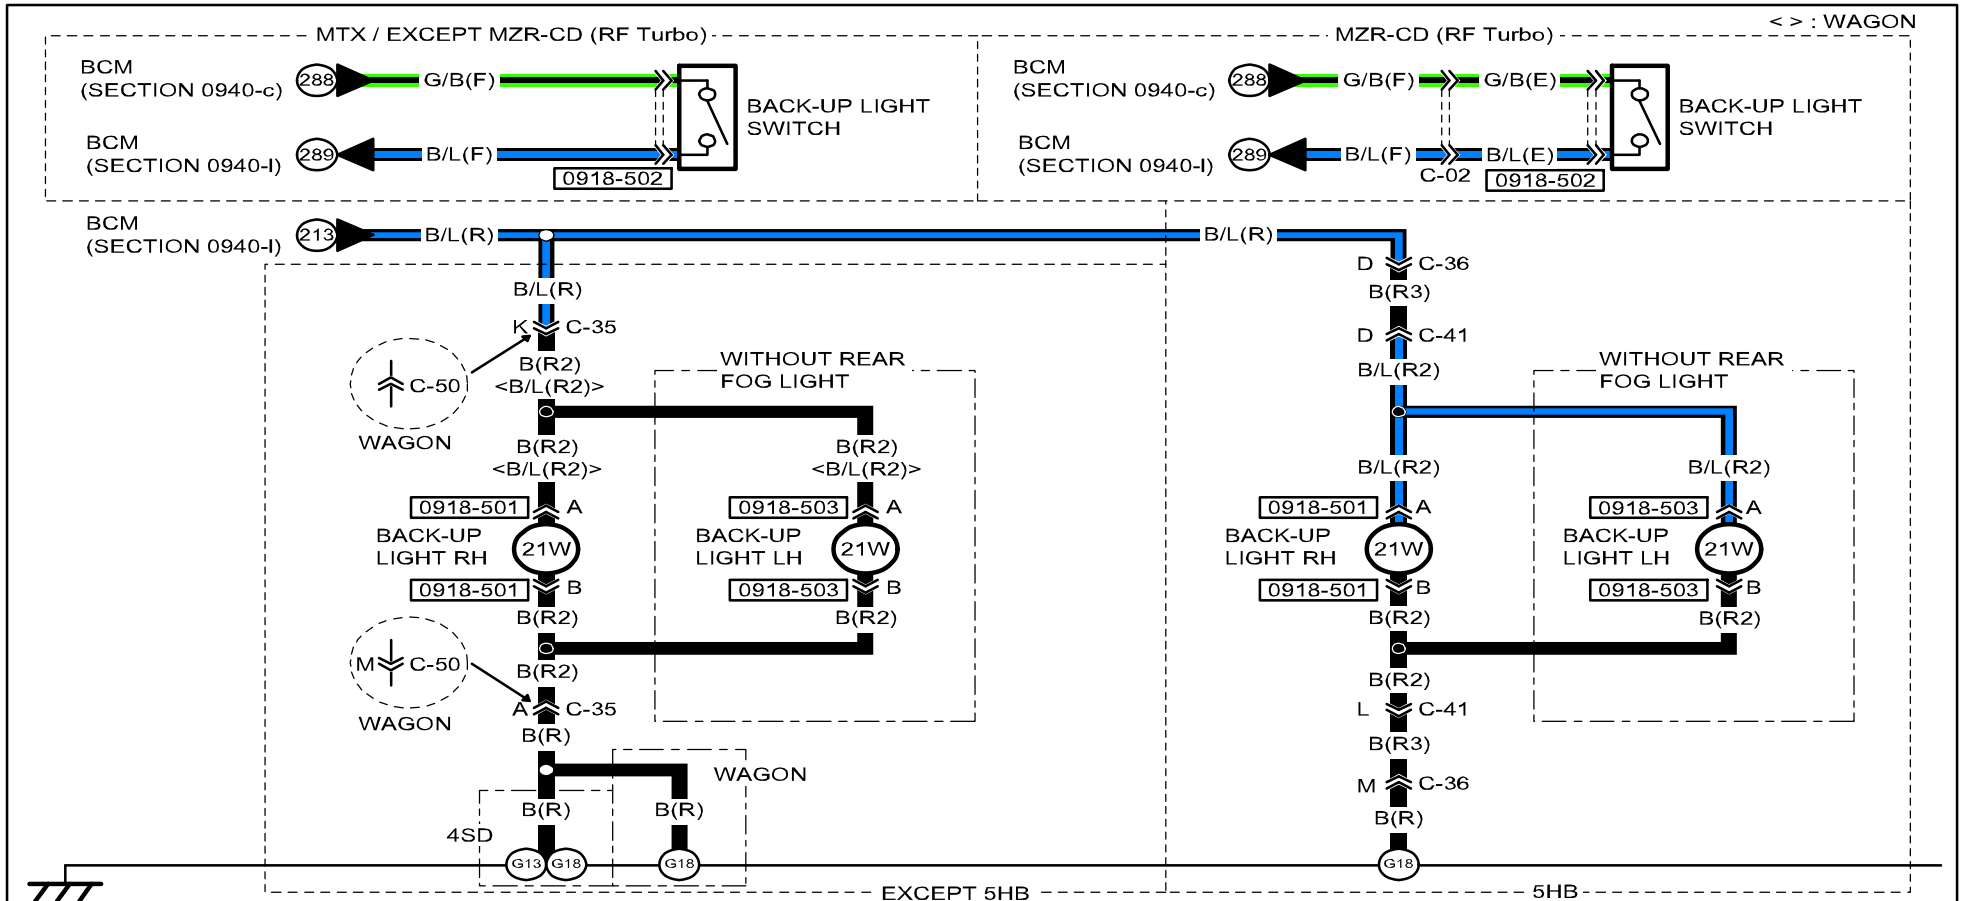 < > : WAGON
MTX / EXCEPT MZR-CD (RF Turbo)
BCM
(SECTION 0940-c)
288
G/B(F)
BACK-UP LIGHT
SWITCH
BCM
(SECTION 0940-l)
289
B/L(F)
0918-502
MZR-CD (RF Turbo)
BCM
(SECTION 0940-c)
288
G/B(F)
G/B(E)
BACK-UP LIGHT
SWITCH
BCM
(SECTION 0940-l)
289
B/L(F)
B/L(E)
C-02
0918-502
BCM
(SECTION 0940-l)
213
B/L(R)
B/L(R)
B/L(R)
K
C-35
C-50
WAGON
B(R2)
<B/L(R2)>
WITHOUT REAR
FOG LIGHT
B(R2)
<B/L(R2)>
B(R2)
<B/L(R2)>
0918-501
A
0918-503
A
BACK-UP
LIGHT RH
21W
BACK-UP
LIGHT LH
21W
0918-501
B
0918-503
B
B(R2)
B(R2)
M
C-50
WAGON
B(R2)
A
C-35
B(R)
WAGON
B(R)
B(R)
4SD
G13
G18
G18
EXCEPT 5HB
D
C-36
B(R3)
D
C-41
B/L(R2)
WITHOUT REAR
FOG LIGHT
B/L(R2)
B/L(R2)
0918-501
A
0918-503
A
BACK-UP
LIGHT RH
21W
BACK-UP
LIGHT LH
21W
0918-501
B
0918-503
B
B(R2)
B(R2)
B(R2)
L
C-41
B(R3)
M
C-36
B(R)
G18
5HB